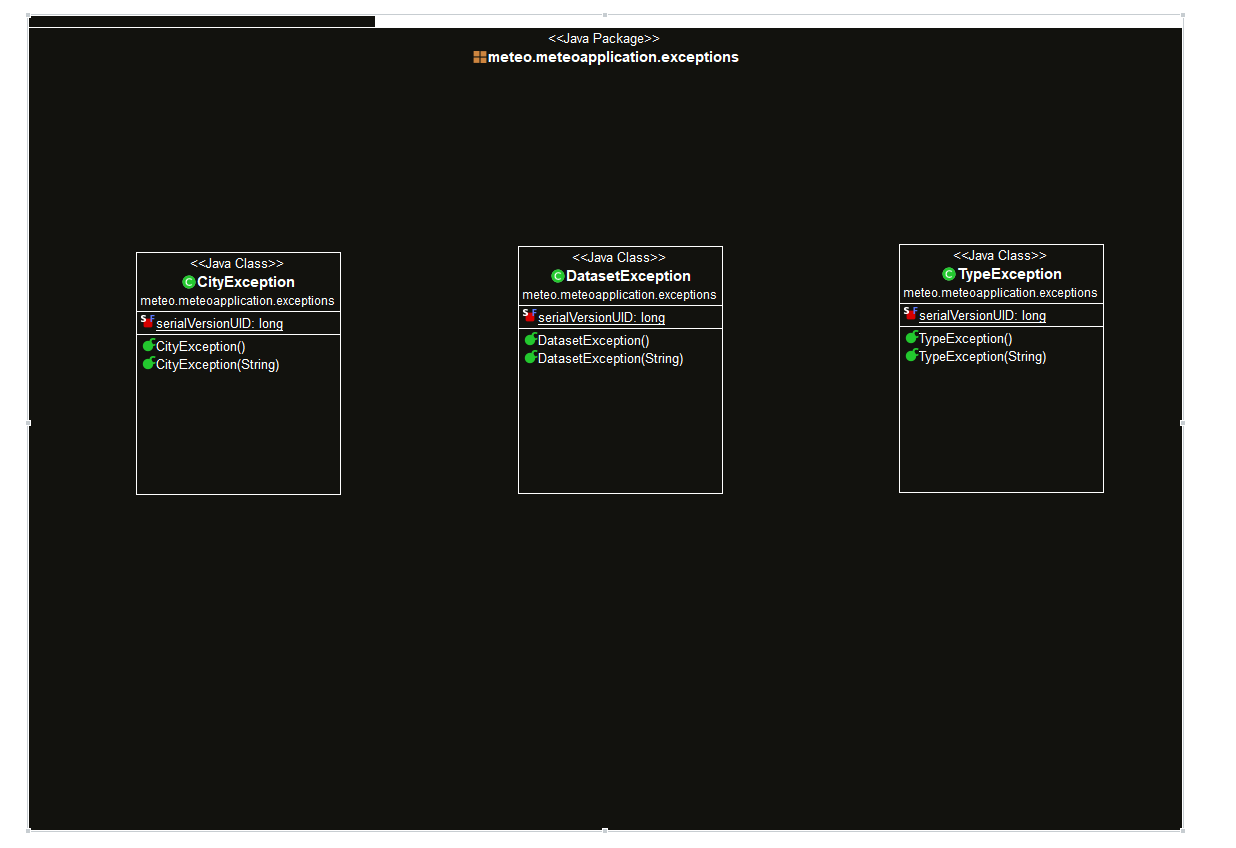 <<Java Package>>
meteo.meteoapplication.exceptions
<<Java Class>>
CityException
meteo.meteoapplication.exceptions
serialVersionUID: long
CityException()
CityException(String)
<<Java Class>>
DatasetException
meteo.meteoapplication.exceptions
serialVersionUID: long
DatasetException()
DatasetException(String)
<<Java Class>>
TypeException
meteo.meteoapplication.exceptions
serialVersionUID: long
TypeException()
TypeException(String)